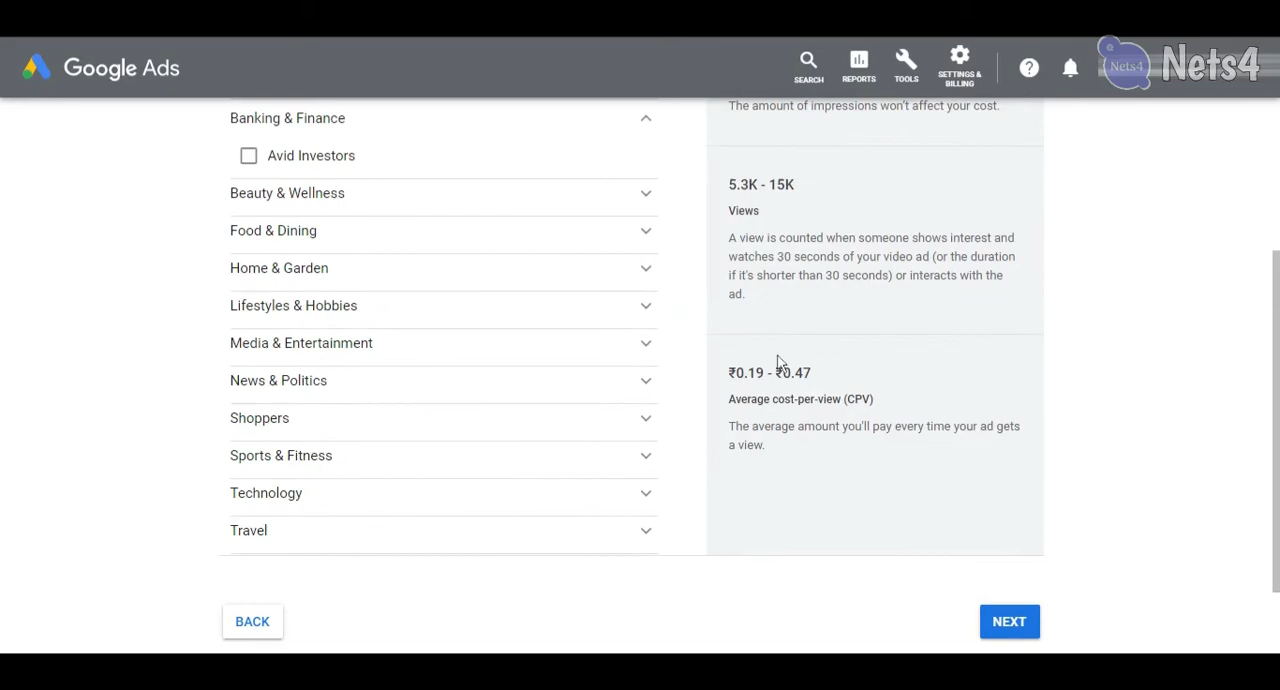 Google Ads
SEARCH
REPORTS
TOOLS
SETTINGS &
BILLING
Nets4
Nets4
Banking & Finance
Avid Investors
Beauty & Wellness
Food & Dining
Home & Garden
Lifestyles & Hobbies
Media & Entertainment
News & Politics
Shoppers
Sports & Fitness
Technology
Travel
The amount of impressions won't affect your cost.
5.3K - 15K
Views
A view is counted when someone shows interest and
watches 30 seconds of your video ad (or the duration
if it's shorter than 30 seconds) or interacts with the
ad.
₹0.19 - ₹0.47
Average cost-per-view (CPV)
The average amount you'll pay every time your ad gets
a view.
BACK
NEXT